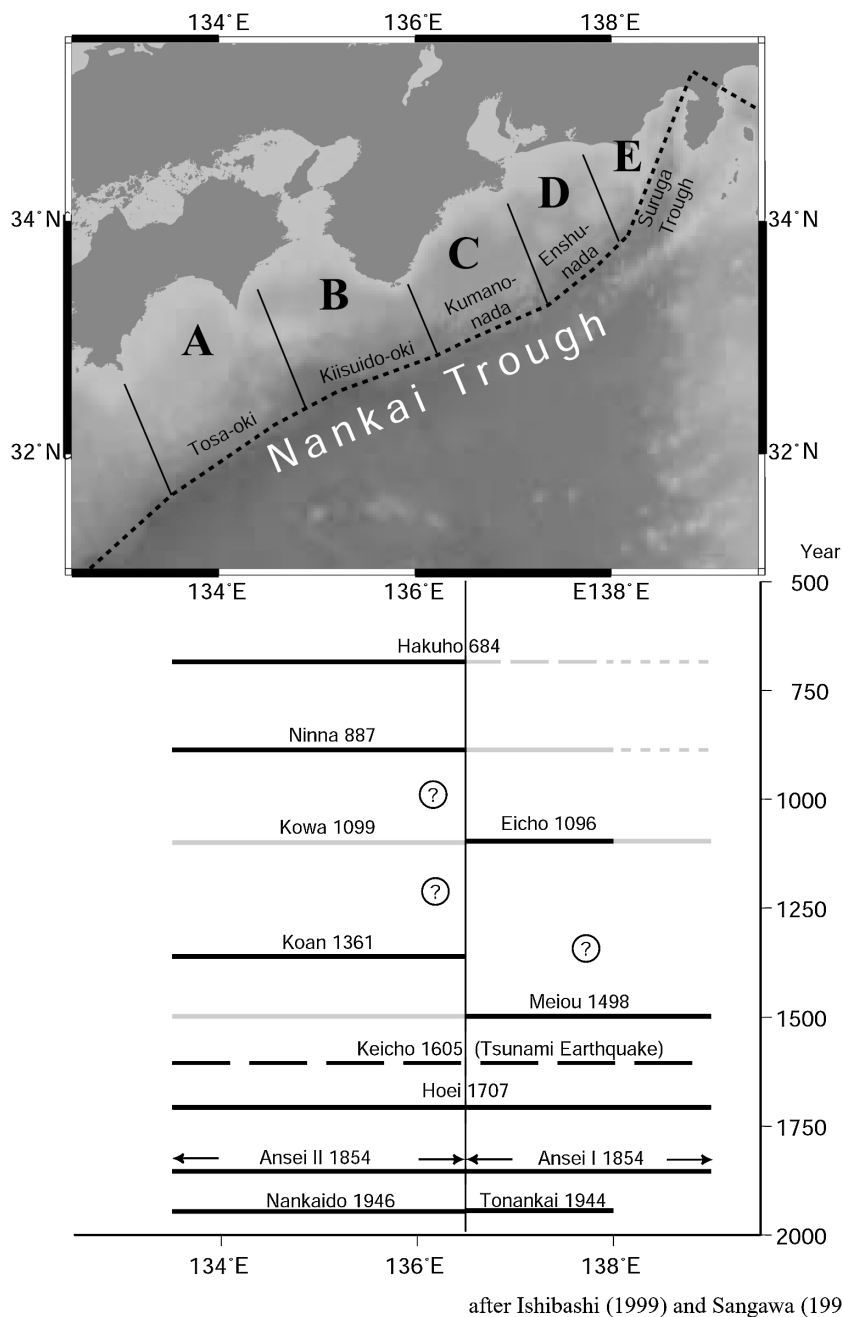 134°E 136°E 138°E
34°N
34°N
32°N
32°N
A
B
C
D
E
Tosa-oki
Kiisuido-oki
Kumano-
nada
Enshu-
nada
Suruga
Trough
Nankai Trough
134°E 136°E E138°E
Year
500
750
1000
1250
1500
1750
2000
Hakuho 684
Ninna 887
?
Kowa 1099
Eicho 1096
?
Koan 1361
?
Meiou 1498
Keicho 1605 (Tsunami Earthquake)
Hoei 1707
Ansei II 1854
Ansei I 1854
Nankaido 1946
Tonankai 1944
134°E 136°E 138°E
after Ishibashi (1999) and Sangawa (199